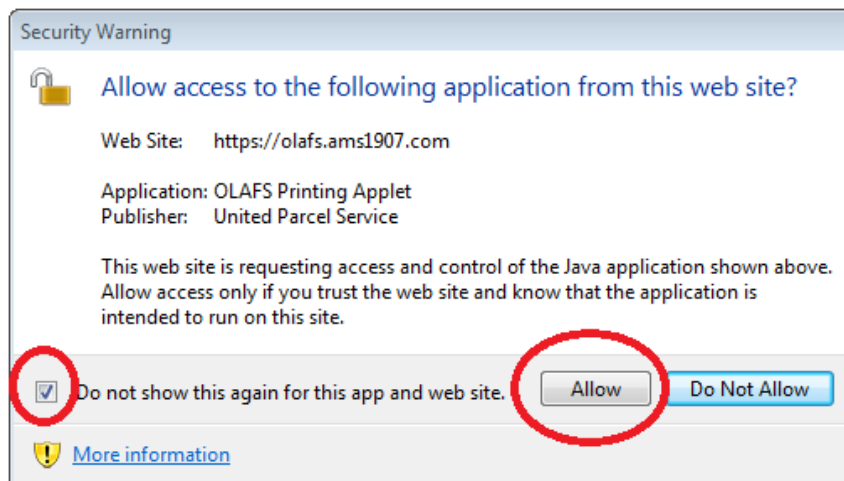 Security Warning
Allow access to the following application from this web site?
Web Site: https://olafs.ams1907.com
Application: OLAFS Printing Applet
Publisher: United Parcel Service
This web site is requesting access and control of the Java application shown above.
Allow access only if you trust the web site and know that the application is
intended to run on this site.
Do not show this again for this app and web site. Allow Do Not Allow
More information